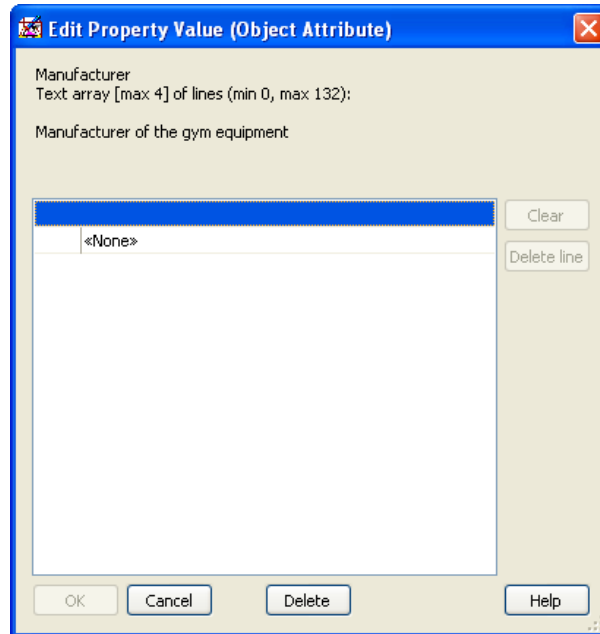 Edit Property Value (Object Attribute)
Manufacturer
Text array [max 4] of lines (min 0, max 132):
Manufacturer of the gym equipment
Clear
«None»
Delete line
OK
Cancel
Delete
Help